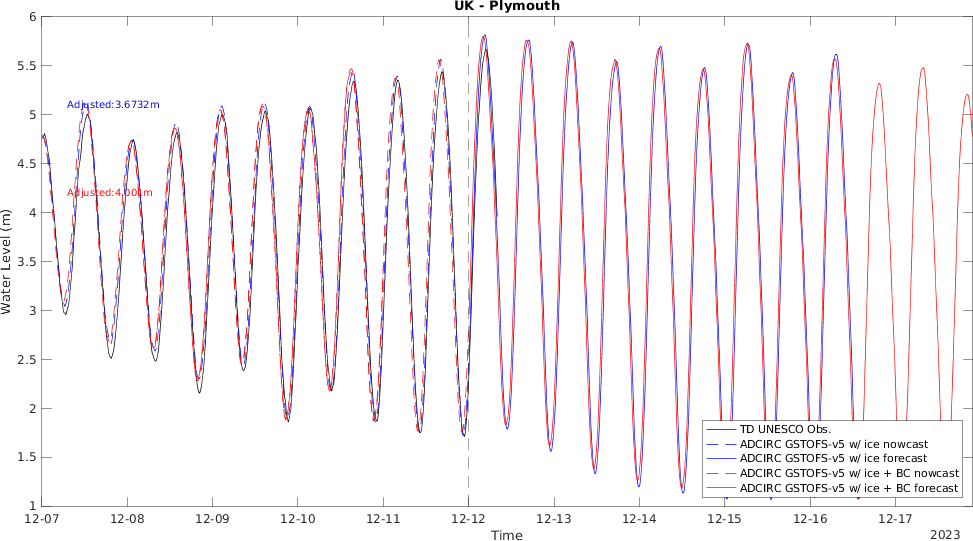 UK - Plymouth
6
5.5
5
4.5
4
3.5
3
2.5
2
1.5
1
Water Level (m)
Adjusted:3.6732m
Adjusted:4.001m
TD UNESCO Obs.
ADCIRC GSTOFS-v5 w/ ice nowcast
ADCIRC GSTOFS-v5 w/ ice forecast
ADCIRC GSTOFS-v5 w/ ice + BC nowcast
ADCIRC GSTOFS-v5 w/ ice + BC forecast
12-07 12-08 12-09 12-10 12-11 12-12 12-13 12-14 12-15 12-16 12-17
Time
2023